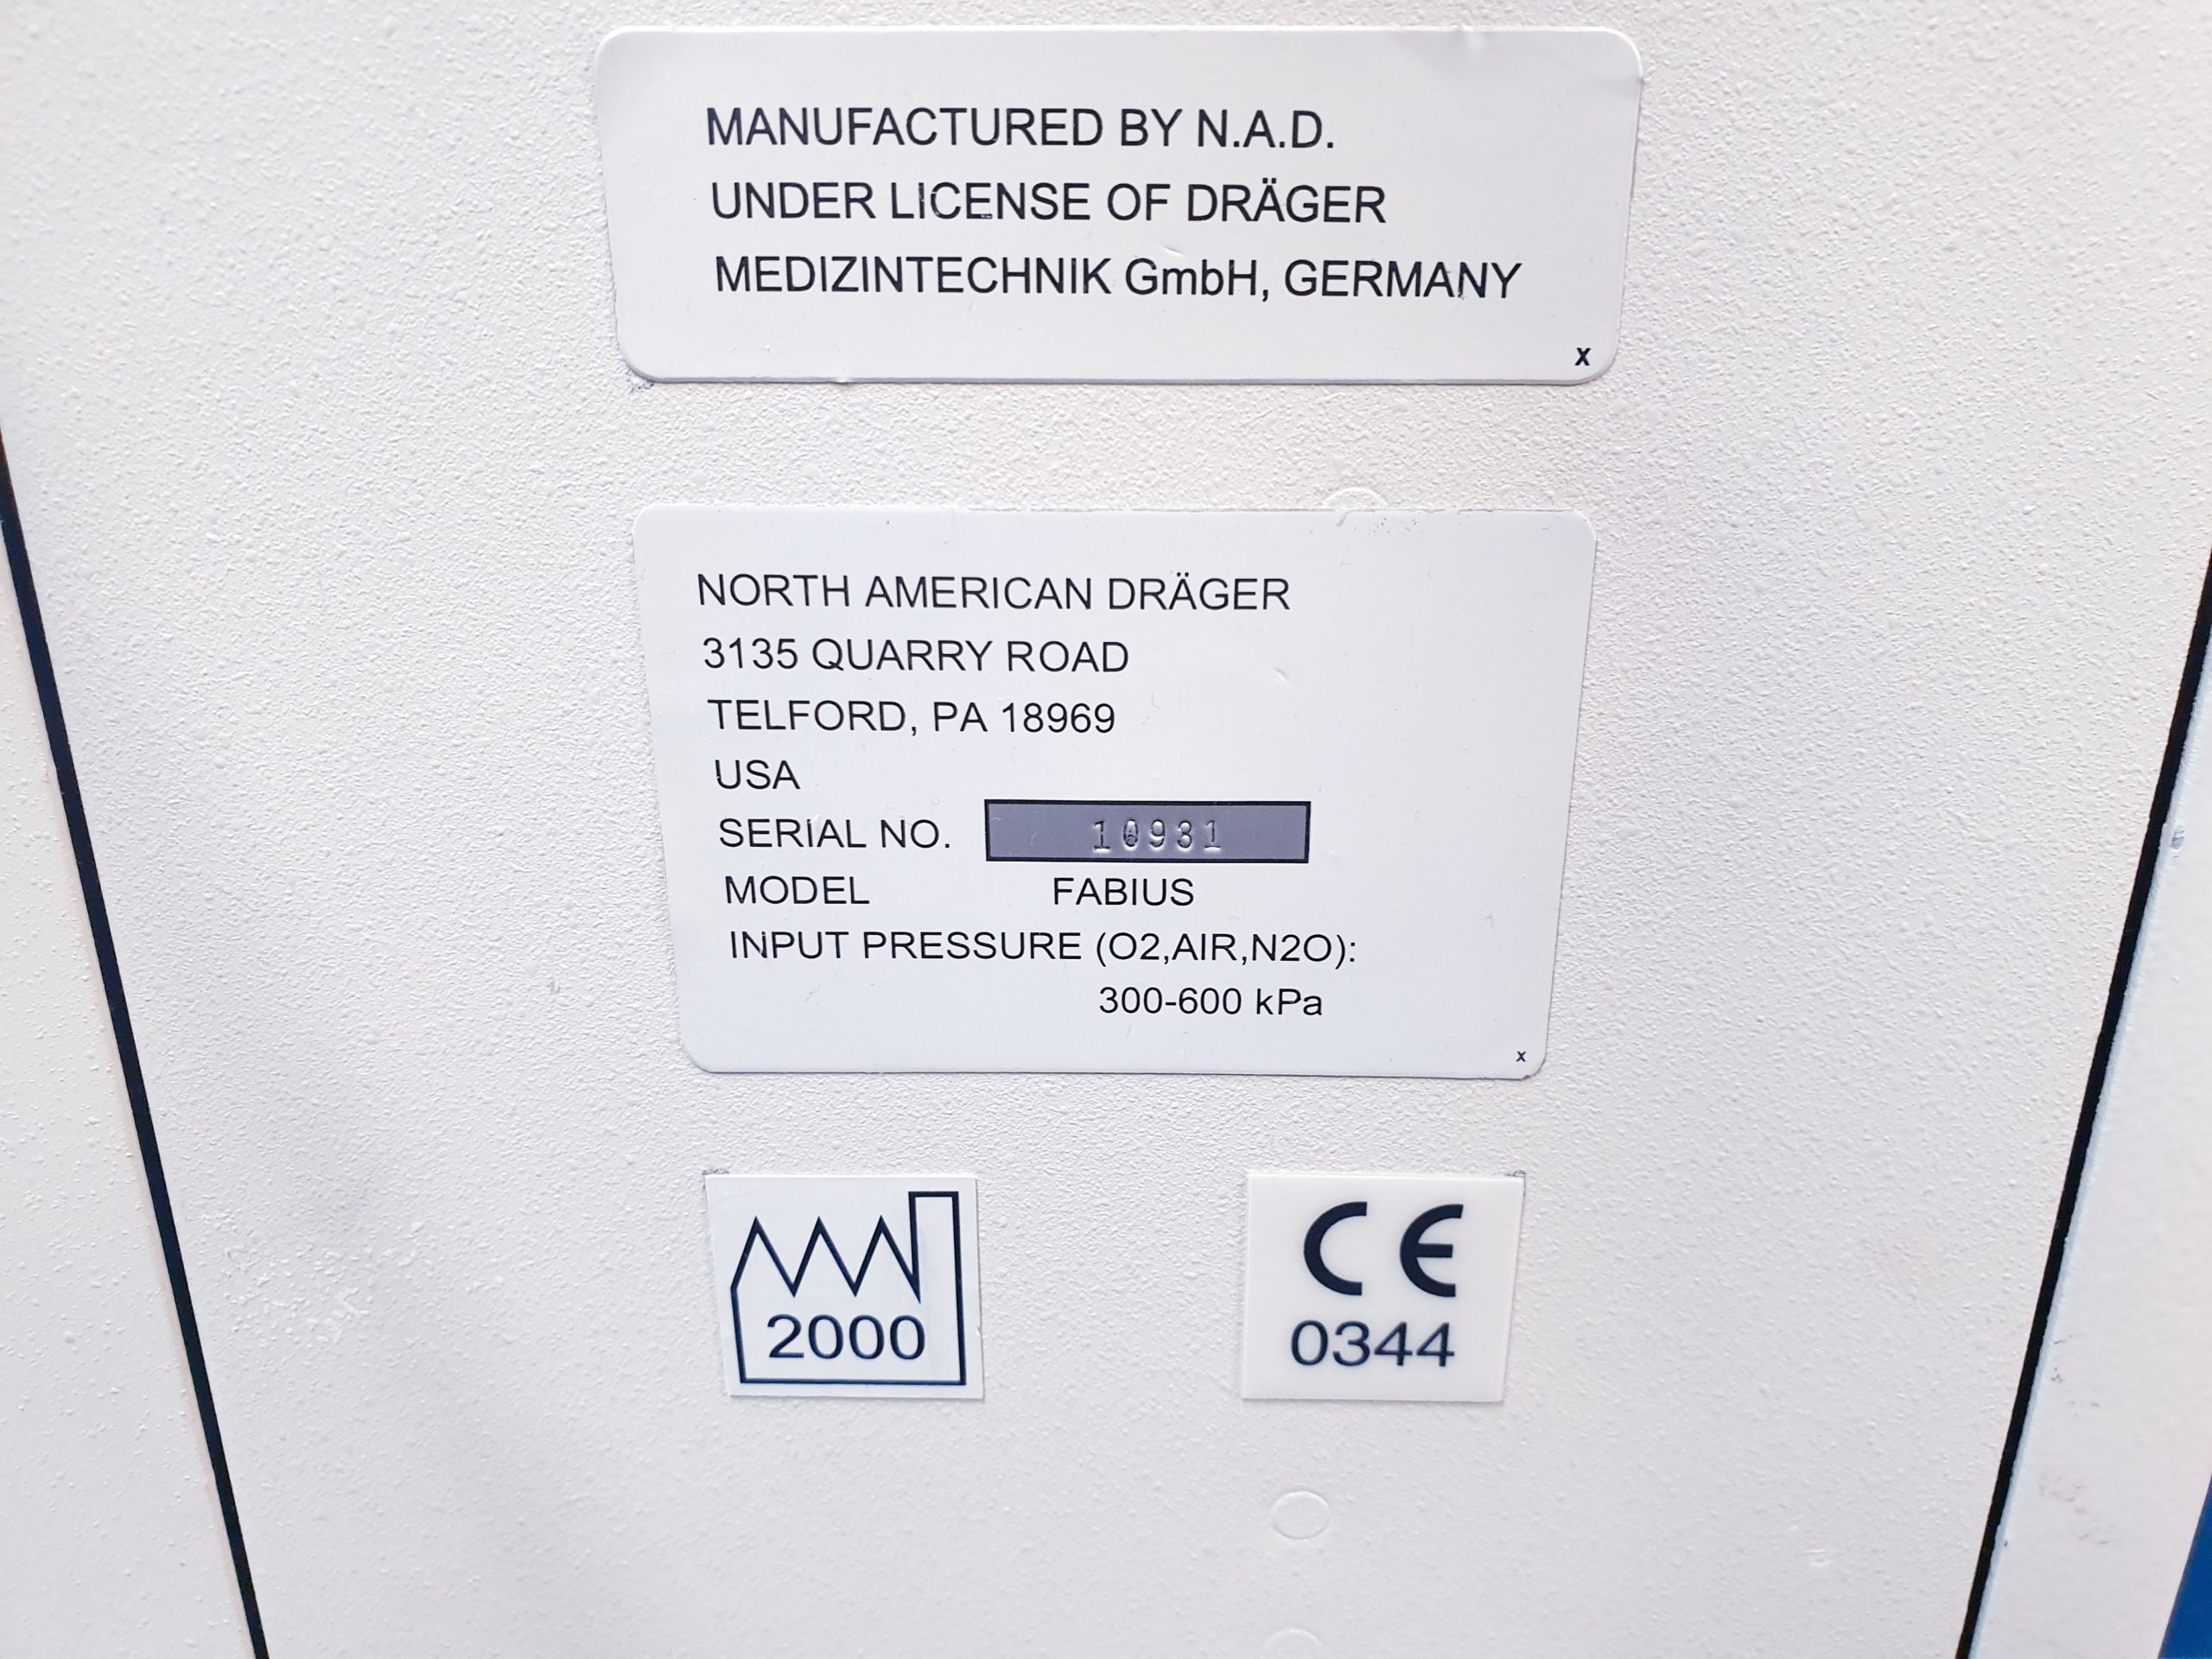 MANUFACTURED BY N.A.D.
UNDER LICENSE OF DRÄGER
MEDIZINTECHNIK GmbH, GERMANY
x
NORTH AMERICAN DRÄGER
3135 QUARRY ROAD
TELFORD, PA 18969
USA
SERIAL NO. 10931
MODEL FABIUS
INPUT PRESSURE (O2,AIR,N2O):
300-600 kPa
x
2000
CE
0344